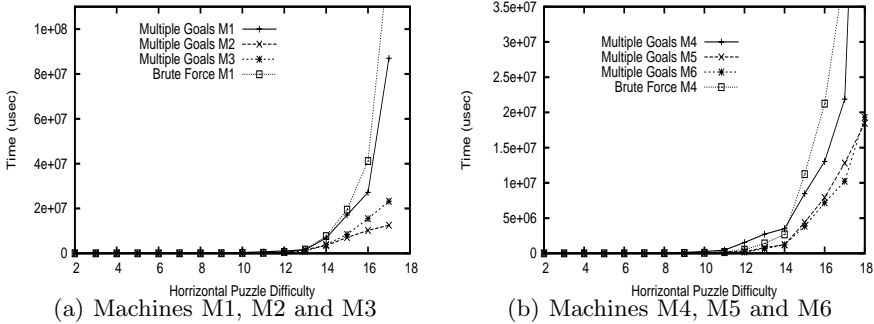 1e+08
8e+07
6e+07
4e+07
2e+07
0
Time (usec)
Multiple Goals M1
Multiple Goals M2
Multiple Goals M3
Brute Force M1
2 4 6 8 10 12 14 16 18
Horrizontal Puzzle Difficulty
(a) Machines M1, M2 and M3
3.5e+07
3e+07
2.5e+07
2e+07
1.5e+07
1e+07
5e+06
0
Time (usec)
Multiple Goals M4
Multiple Goals M5
Multiple Goals M6
Brute Force M4
2 4 6 8 10 12 14 16 18
Horrizontal Puzzle Difficulty
(b) Machines M4, M5 and M6